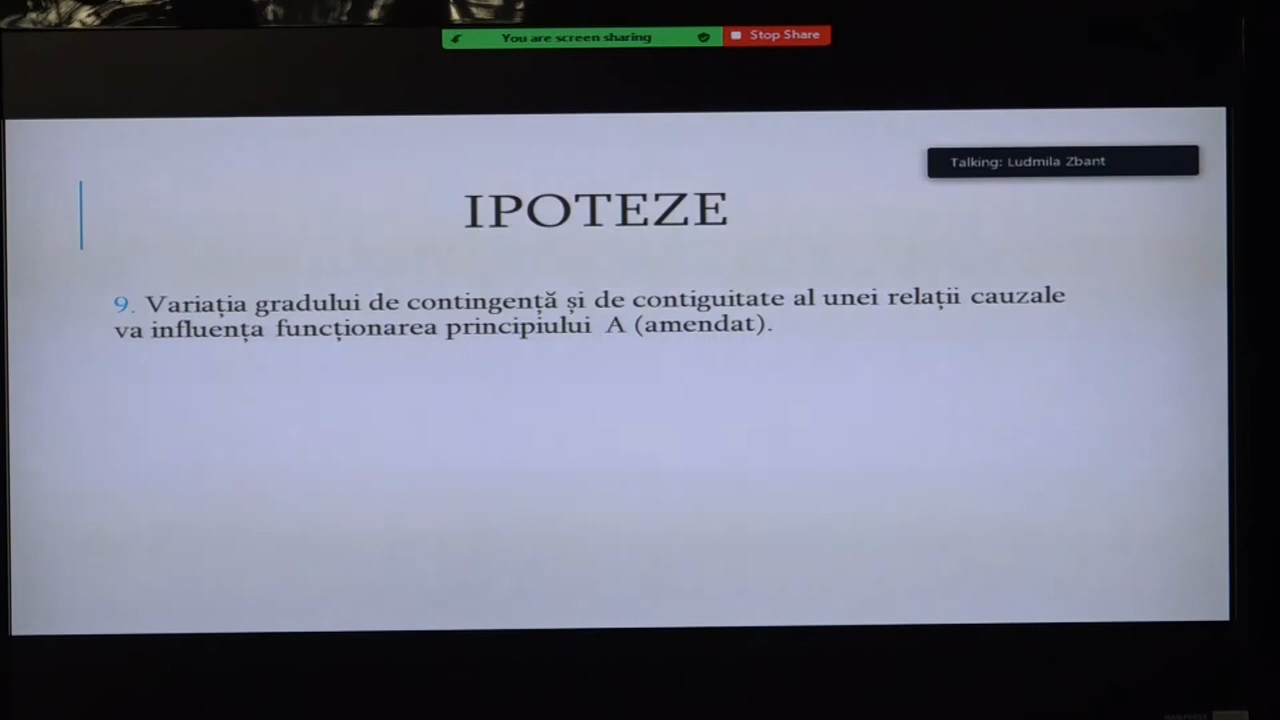 You are screen sharing
Stop Share
Talking: Ludmila Zbant
IPOTEZE
9. Variația gradului de contingență și de contiguitate al unei relații cauzale
va influența funcționarea principiului A (amendat).